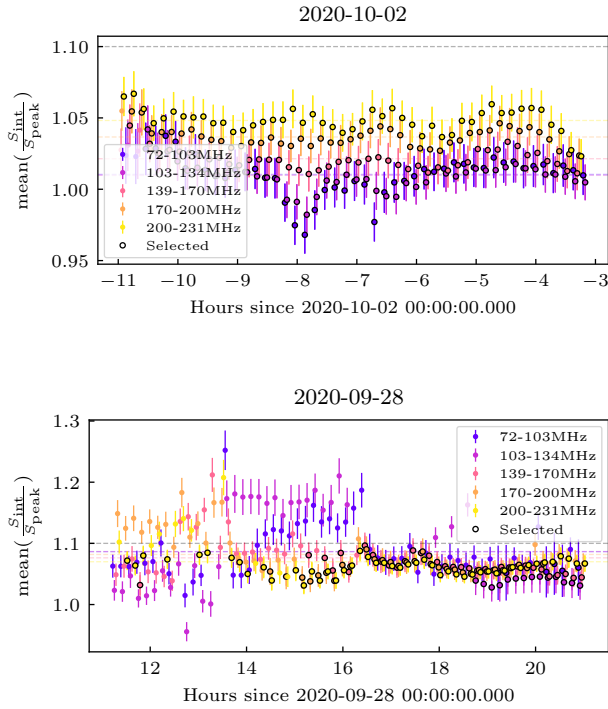 2020-10-02
1.10
1.05
1.00
0.95
mean(S_int/S_peak)
72-103MHz
103-134MHz
139-170MHz
170-200MHz
200-231MHz
Selected
−11 −10 −9 −8 −7 −6 −5 −4 −3
Hours since 2020-10-02 00:00:00.000
2020-09-28
1.3
1.2
1.1
1.0
mean(S_int/S_peak)
72-103MHz
103-134MHz
139-170MHz
170-200MHz
200-231MHz
Selected
12 14 16 18 20
Hours since 2020-09-28 00:00:00.000